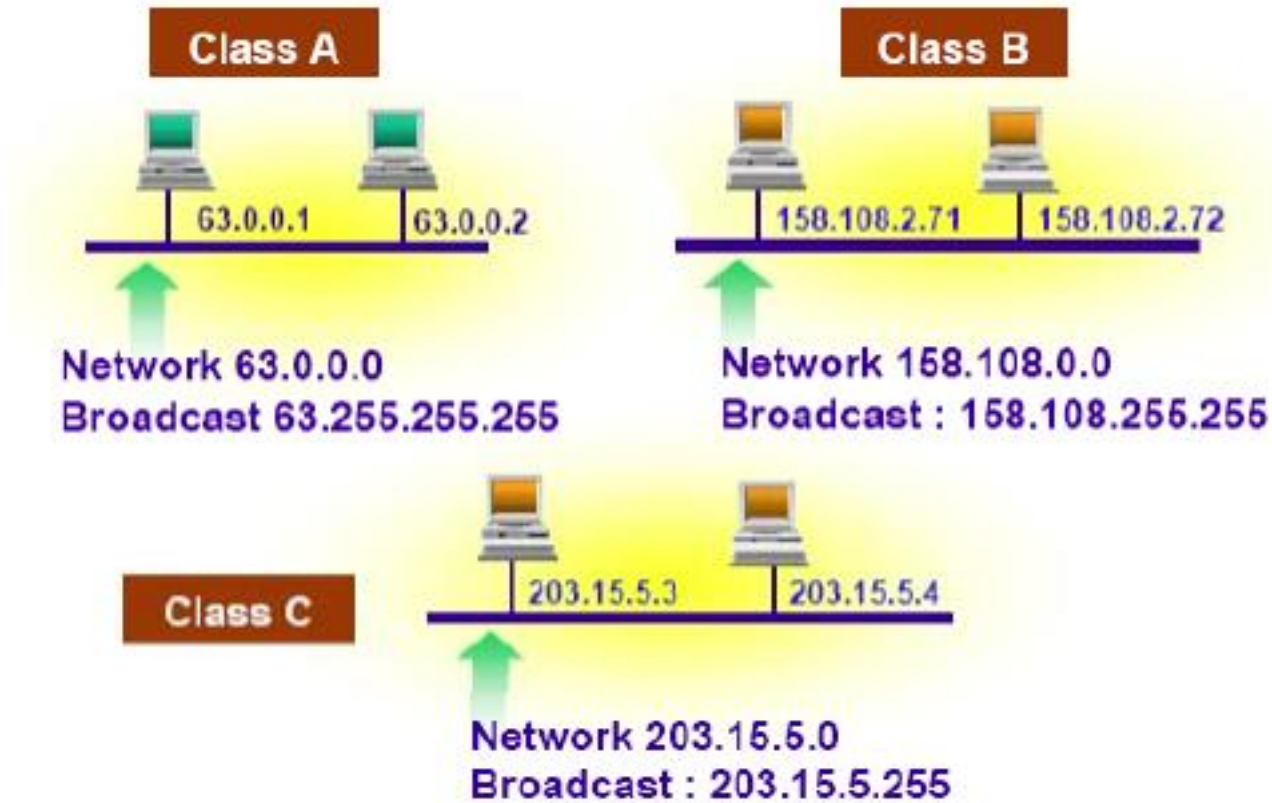 Class A
63.0.0.1
63.0.0.2
Network 63.0.0.0
Broadcast 63.255.255.255
Class B
158.108.2.71
158.108.2.72
Network 158.108.0.0
Broadcast : 158.108.255.255
Class C
203.15.5.3
203.15.5.4
Network 203.15.5.0
Broadcast : 203.15.5.255